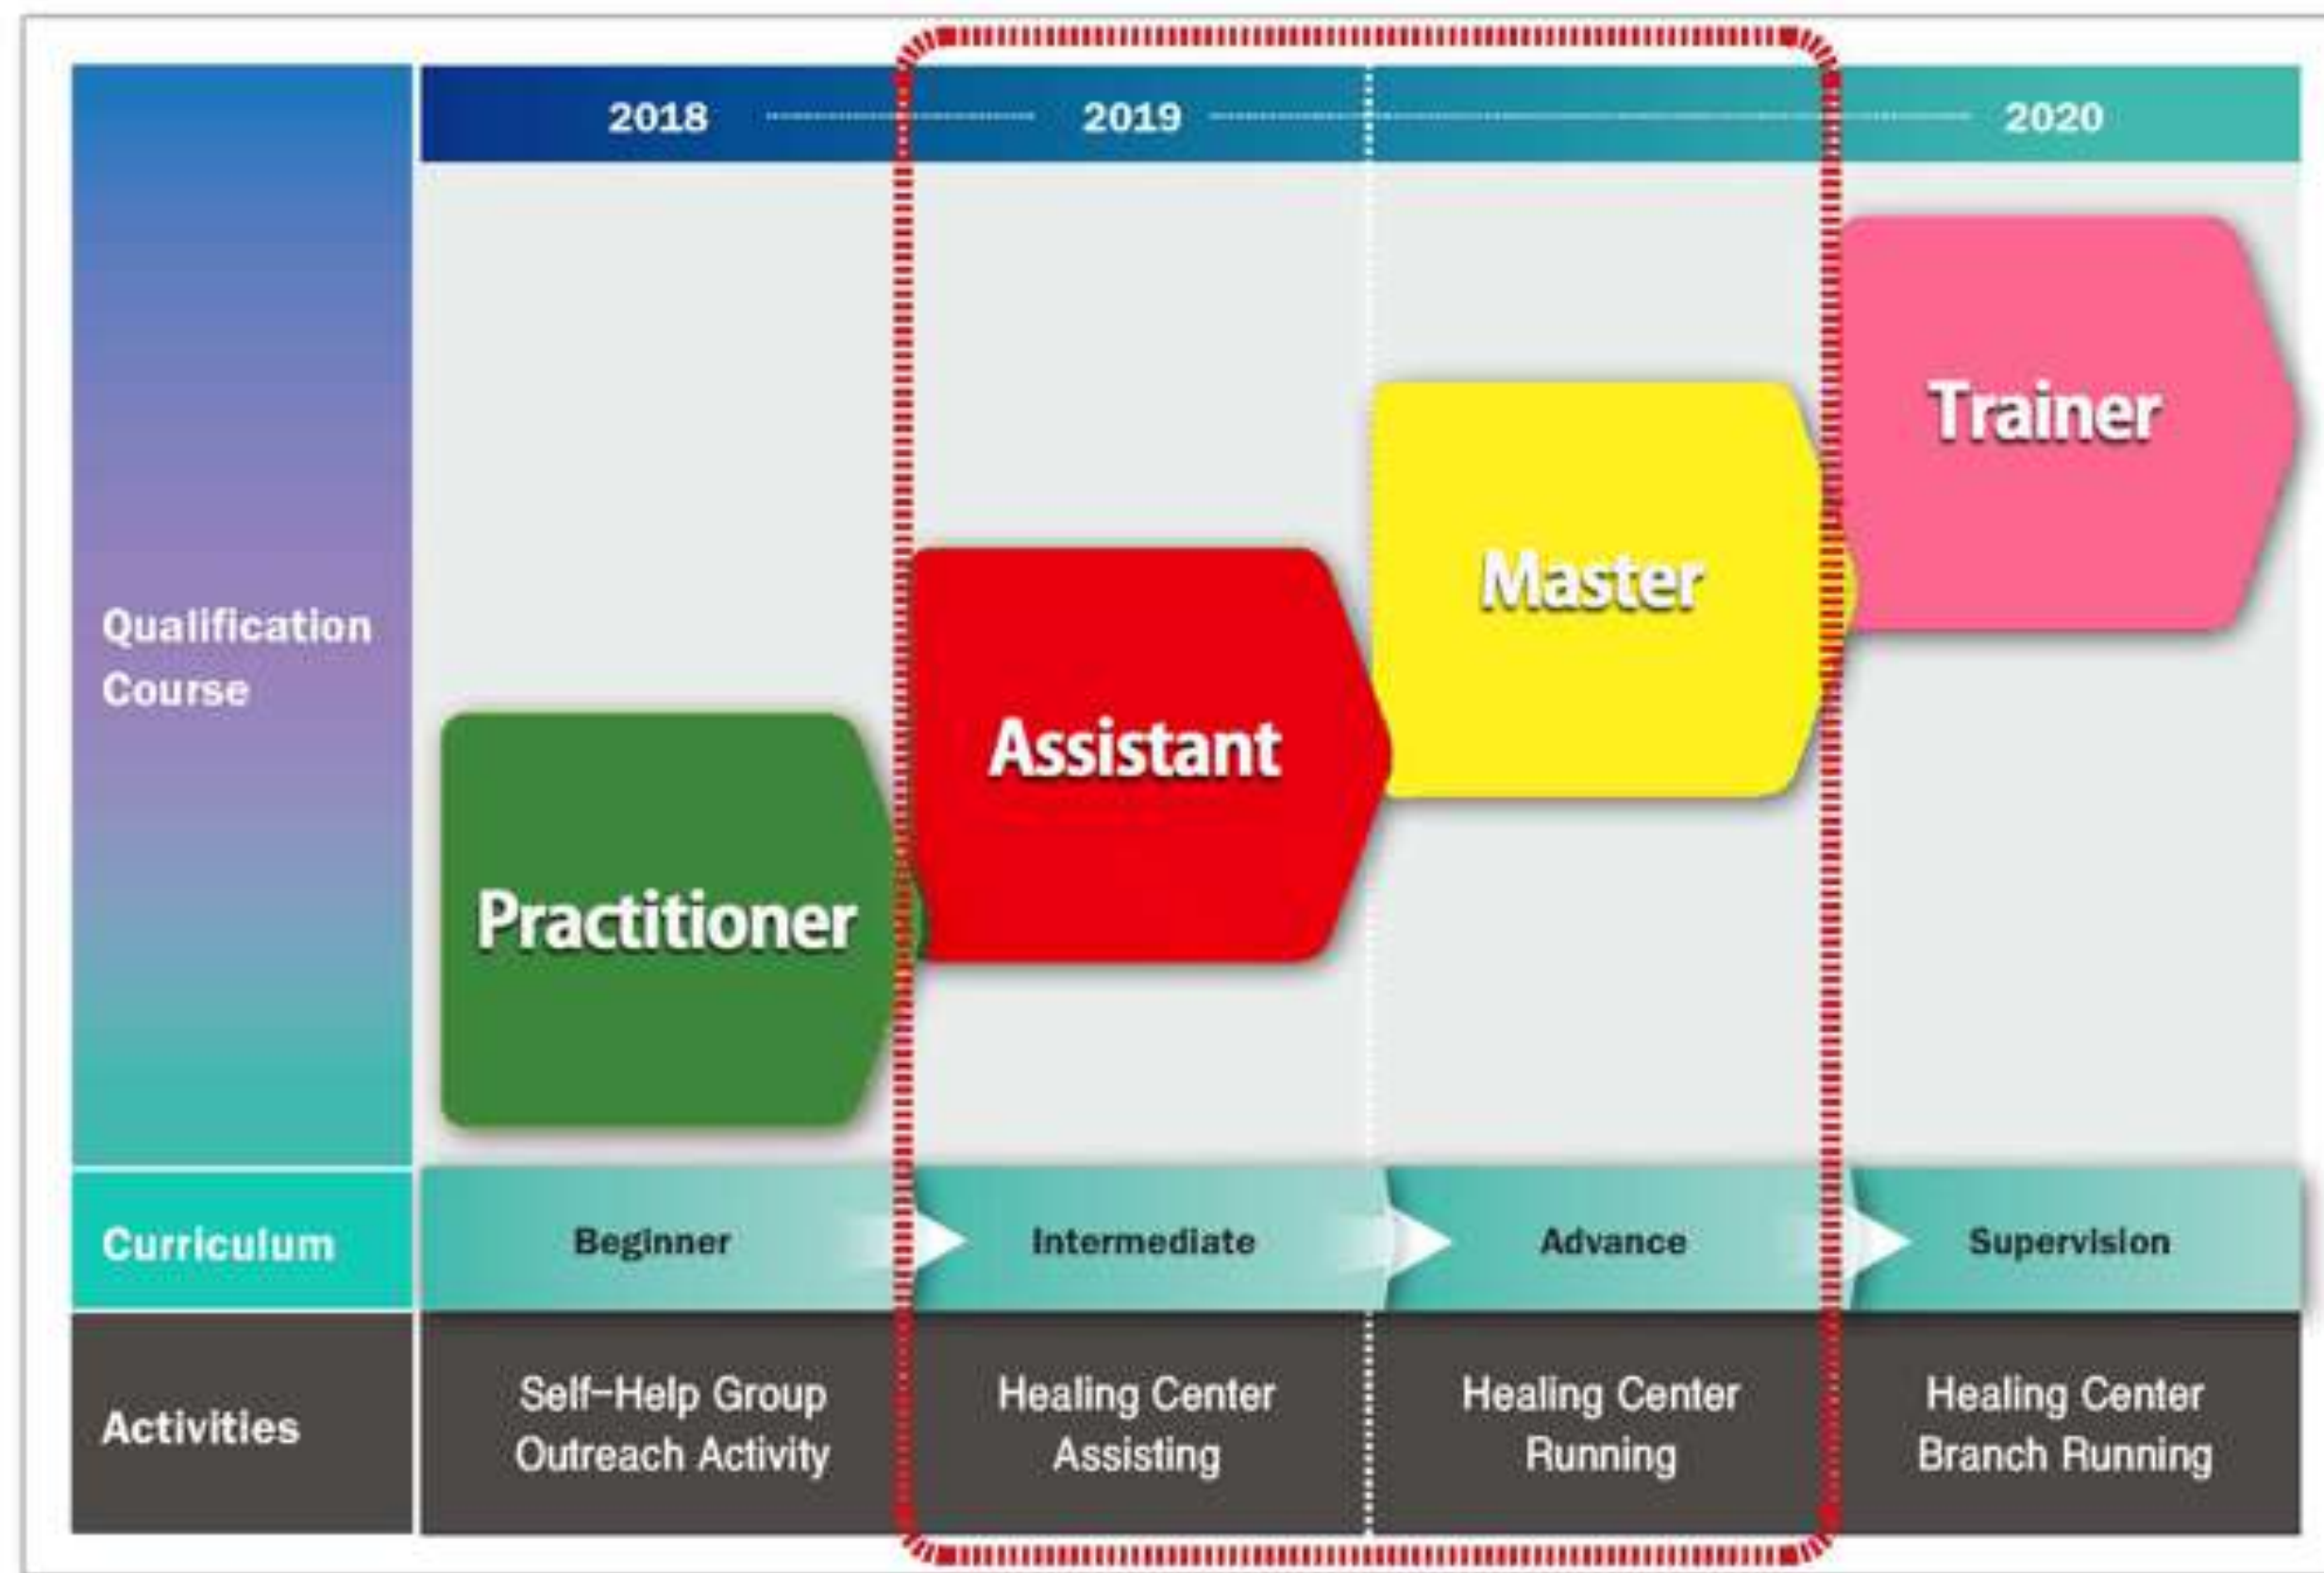 2018
2019
2020
Qualification
Course
Practitioner
Assistant
Master
Trainer
Curriculum
Beginner
Intermediate
Advance
Supervision
Activities
Self-Help Group
Outreach Activity
Healing Center
Assisting
Healing Center
Running
Healing Center
Branch Running